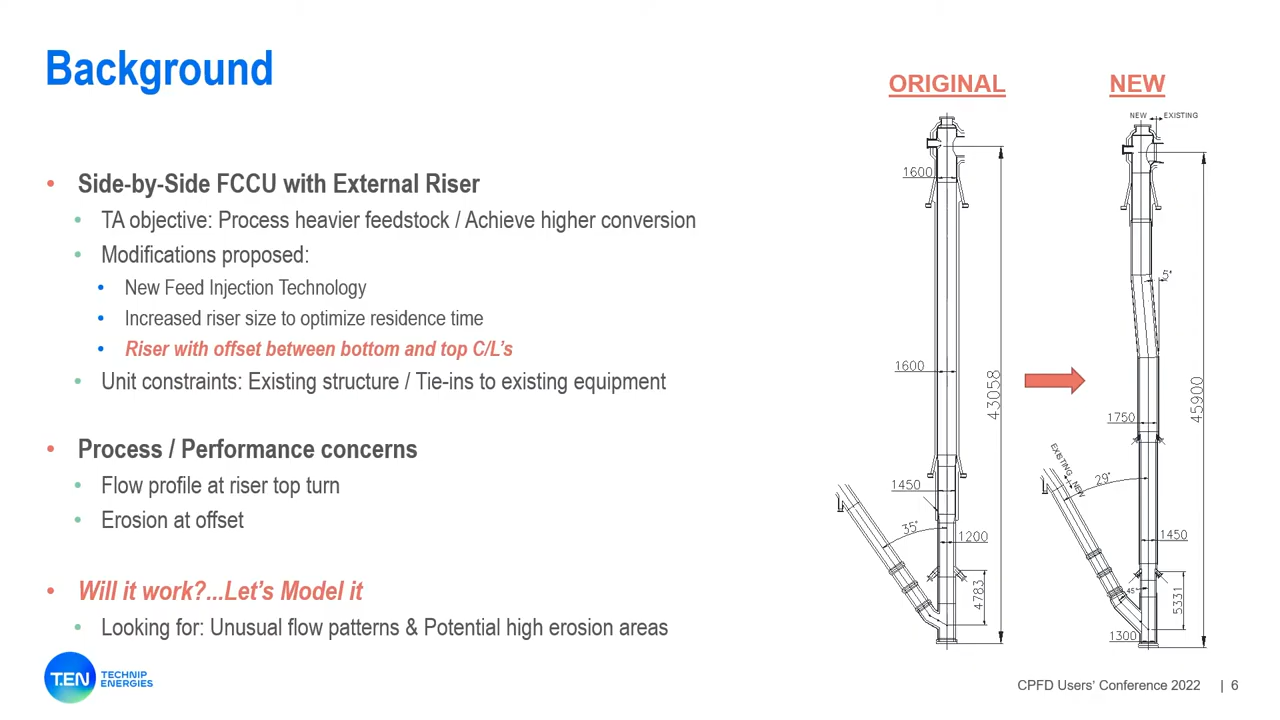 Background
ORIGINAL
NEW
NEW
EXISTING
• Side-by-Side FCCU with External Riser
• TA objective: Process heavier feedstock / Achieve higher conversion
• Modifications proposed:
• New Feed Injection Technology
• Increased riser size to optimize residence time
• Riser with offset between bottom and top C/L's
• Unit constraints: Existing structure / Tie-ins to existing equipment
• Process / Performance concerns
• Flow profile at riser top turn
• Erosion at offset
• Will it work?...Let's Model it
• Looking for: Unusual flow patterns & Potential high erosion areas
1600
1600
43058
1450
35°
1200
4783
5°
45900
1750
EXISTING
NEW
29°
1450
45°
5331
1300
T.EN
TECHNIP
ENERGIES
CPFD Users' Conference 2022 | 6